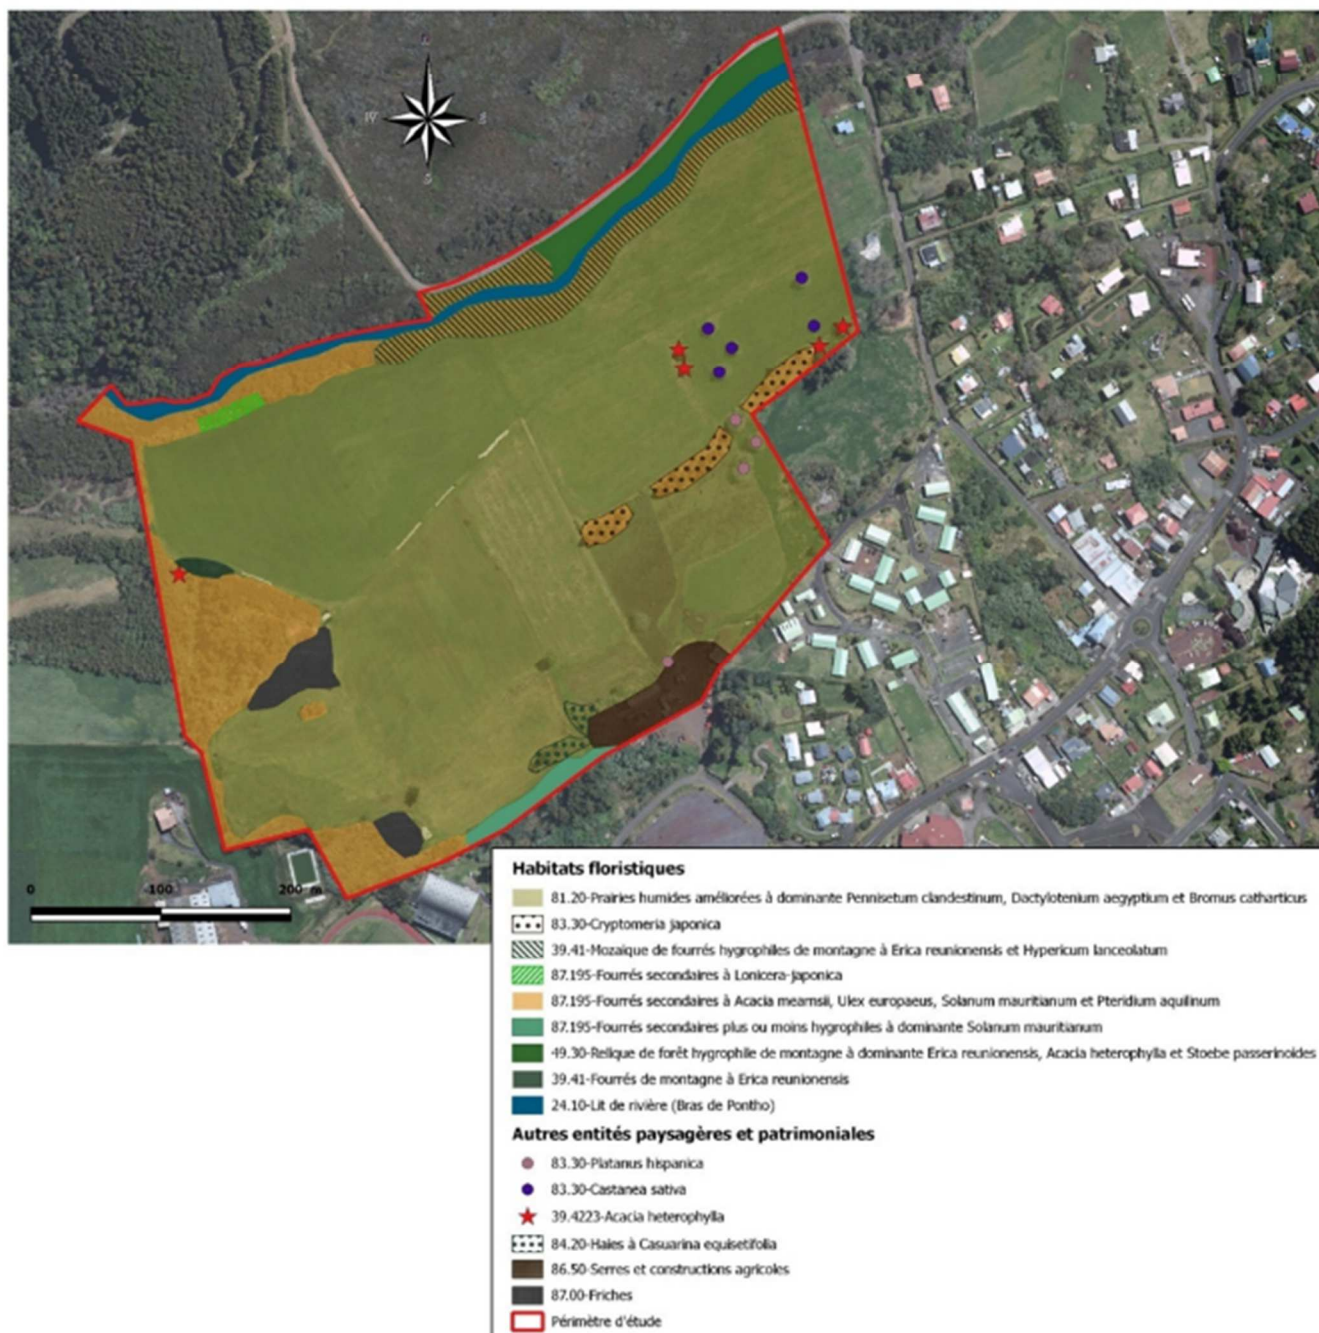 W
S
0
100
200 m
Habitats floristiques
81.20-Prairies humides améliorées à dominante Pennisetum clandestinum, Dactylotenium aegyptium et Bromus catharticus
83.30-Cryptomeria japonica
39.41-Mozaïque de fourrés hygrophiles de montagne à Erica reunionensis et Hypericum lanceolatum
87.195-Fourrés secondaires à Lonicera-japonica
87.195-Fourrés secondaires à Acacia mearnsii, Ulex europaeus, Solanum mauritianum et Pteridium aquilinum
87.195-Fourrés secondaires plus ou moins hygrophiles à dominante Solanum mauritianum
49.30-Relique de forêt hygrophile de montagne à dominante Erica reunionensis, Acacia heterophylla et Stoebe passerinoides
39.41-Fourrés de montagne à Erica reunionensis
24.10-Lit de rivière (Bras de Pontho)
Autres entités paysagères et patrimoniales
83.30-Platanus hispanica
83.30-Castanea sativa
39.4223-Acacia heterophylla
84.20-Haies à Casuarina equisetifolia
86.50-Serres et constructions agricoles
87.00-Friches
Périmètre d'étude